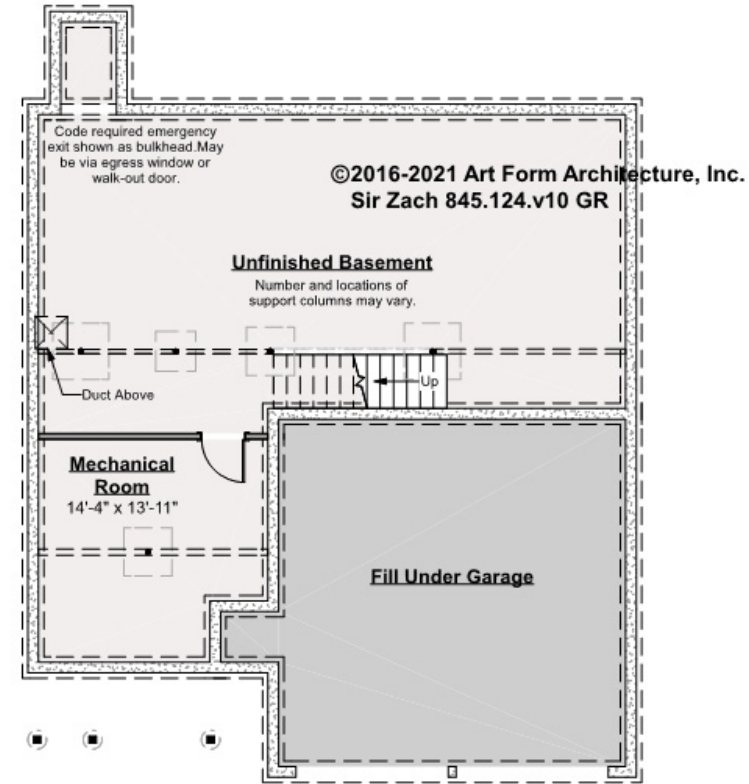 Code required emergency
exit shown as bulkhead.May
be via egress window or
walk-out door.
©2016-2021 Art Form Architecture, Inc.
Sir Zach 845.124.v10 GR
Unfinished Basement
Number and locations of
support columns may vary.
Up
Duct Above
Mechanical
Room
14'-4" x 13'-11"
Fill Under Garage